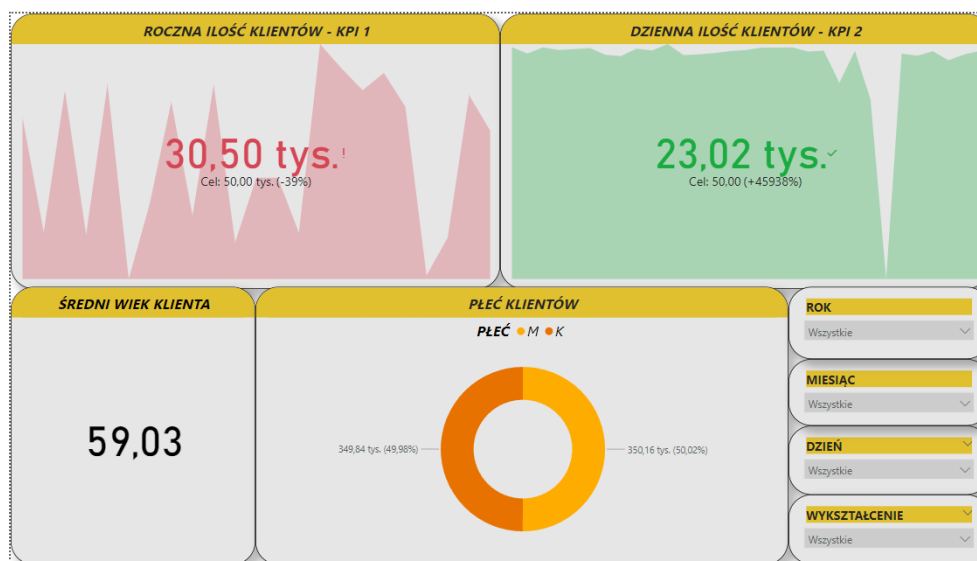 ROCZNA ILOŚĆ KLIENTÓW - KPI 1
30,50 tys.!
Cel: 50,00 tys. (-39%)
DZIENNA ILOŚĆ KLIENTÓW - KPI 2
23,02 tys.
Cel: 50,00 (+45938%)
ŚREDNI WIEK KLIENTA
59,03
PŁEĆ KLIENTÓW
PŁEĆ M K
349,84 tys. (49,98%)
350,16 tys. (50,02%)
ROK
Wszystkie
MIESIĄC
Wszystkie
DZIEŃ
Wszystkie
WYKSZTAŁCENIE
Wszystkie